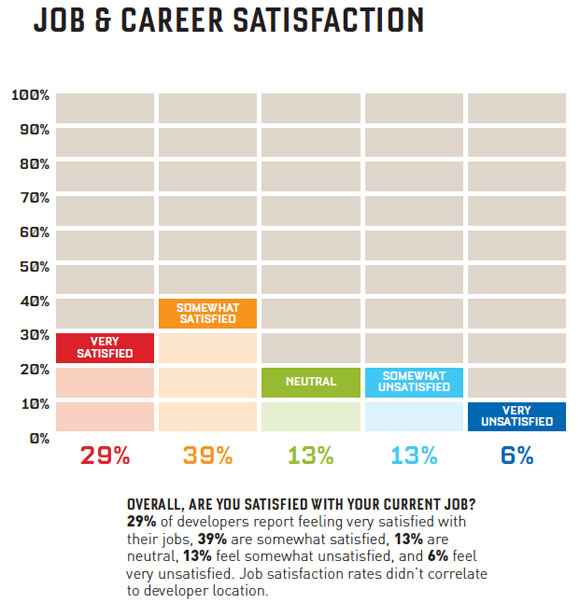 JOB & CAREER SATISFACTION
100%
90%
80%
70%
60%
50%
40%
30%
20%
10%
0%
VERY
SATISFIED
SOMEWHAT
SATISFIED
NEUTRAL
SOMEWHAT
UNSATISFIED
VERY
UNSATISFIED
29% 39% 13% 13% 6%
OVERALL, ARE YOU SATISFIED WITH YOUR CURRENT JOB?
29% of developers report feeling very satisfied with
their jobs, 39% are somewhat satisfied, 13% are
neutral, 13% feel somewhat unsatisfied, and 6% feel
very unsatisfied. Job satisfaction rates didn't correlate
to developer location.